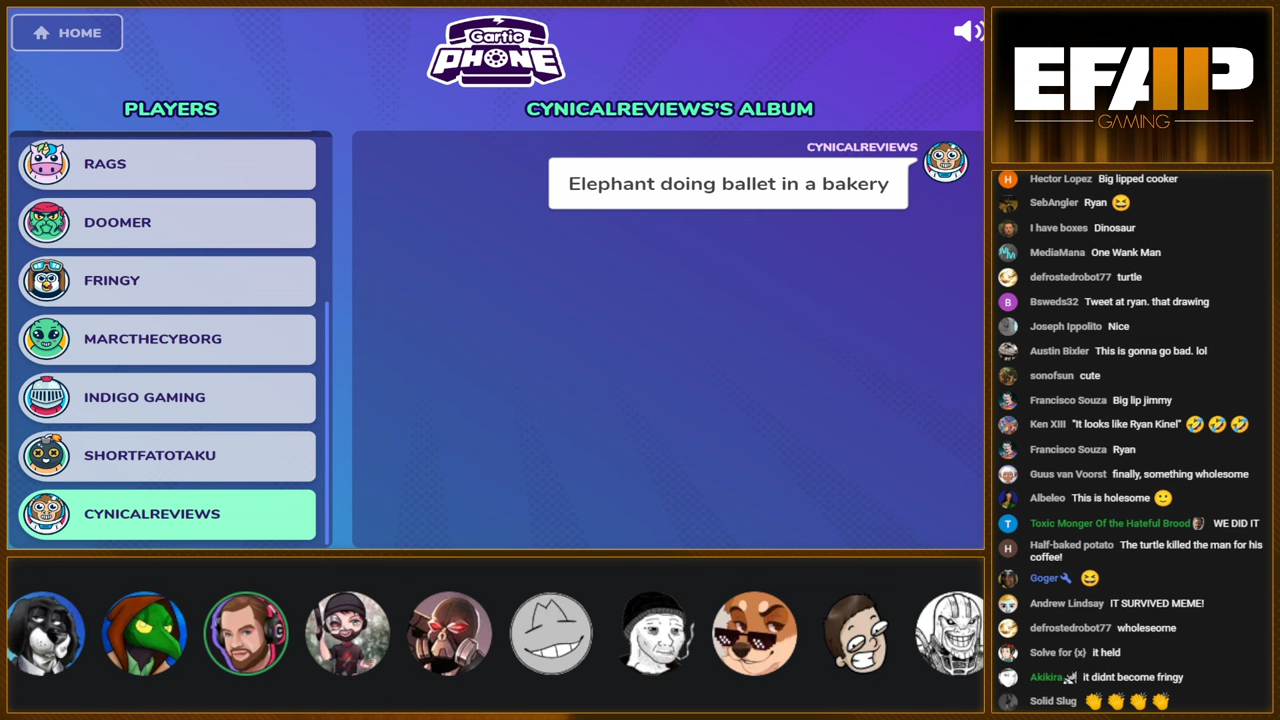 HOME
Gartic
PHONE
PLAYERS
RAGS
DOOMER
FRINGY
MARCTHECYBORG
INDIGO GAMING
SHORTFATOTAKU
CYNICALREVIEWS
CYNICALREVIEWS'S ALBUM
CYNICALREVIEWS
Elephant doing ballet in a bakery
EFAP
GAMING
H Hector Lopez Big lipped cooker
SebAngler Ryan 😆
I have boxes Dinosaur
MM MediaMana One Wank Man
defrostedrobot77 turtle
B Bsweds32 Tweet at ryan. that drawing
Joseph Ippolito Nice
Austin Bixler This is gonna go bad. lol
sonofsun cute
Francisco Souza Big lip jimmy
Ken XIII "It looks like Ryan Kinel" 🤣 🤣 🤣
Francisco Souza Ryan
Guus van Voorst finally, something wholesome
Albeleo This is holesome 🙂
T Toxic Monger Of the Hateful Brood WE DID IT
H Half-baked potato The turtle killed the man for his
coffee!
Goger 😆
Andrew Lindsay IT SURVIVED MEME!
defrostedrobot77 wholeseome
Solve for {x} it held
Akikira it didnt become fringy
Solid Slug 👏 👏 👏 👏